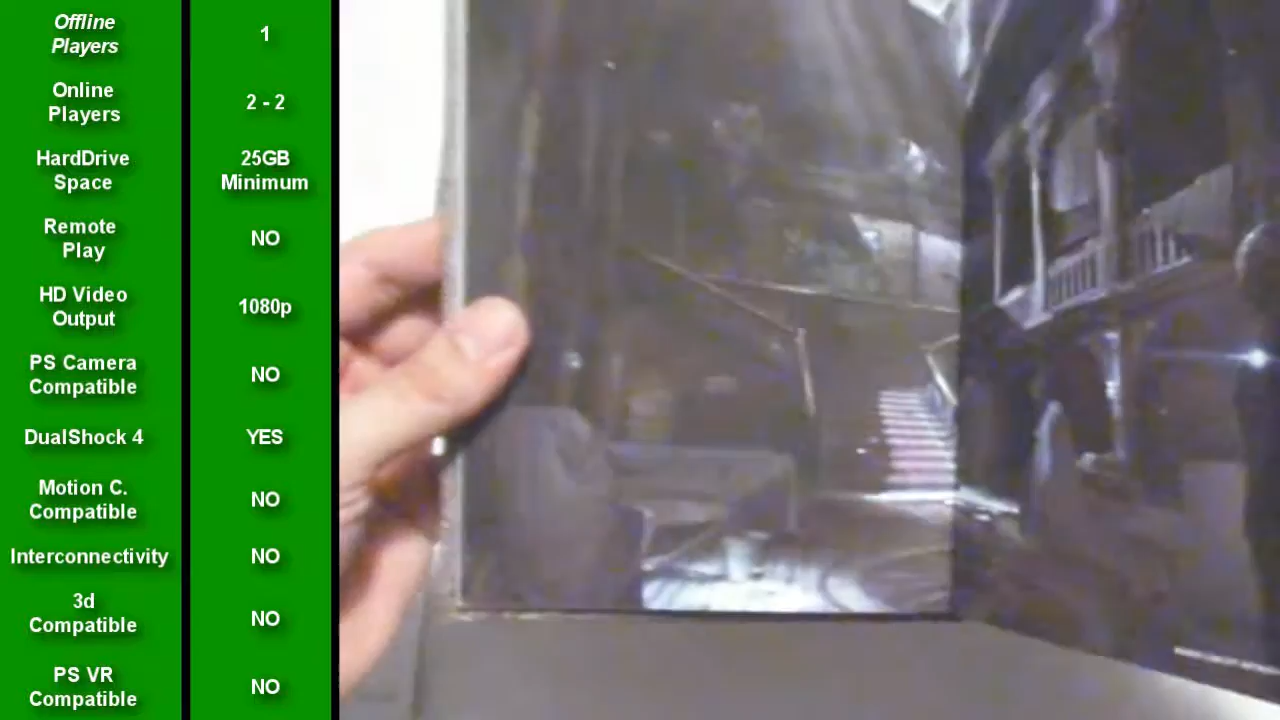 Offline
Players
1
Online
Players
2 - 2
HardDrive
Space
25GB
Minimum
Remote
Play
NO
HD Video
Output
1080p
PS Camera
Compatible
NO
DualShock 4
YES
Motion C.
Compatible
NO
Interconnectivity
NO
3d
Compatible
NO
PS VR
Compatible
NO